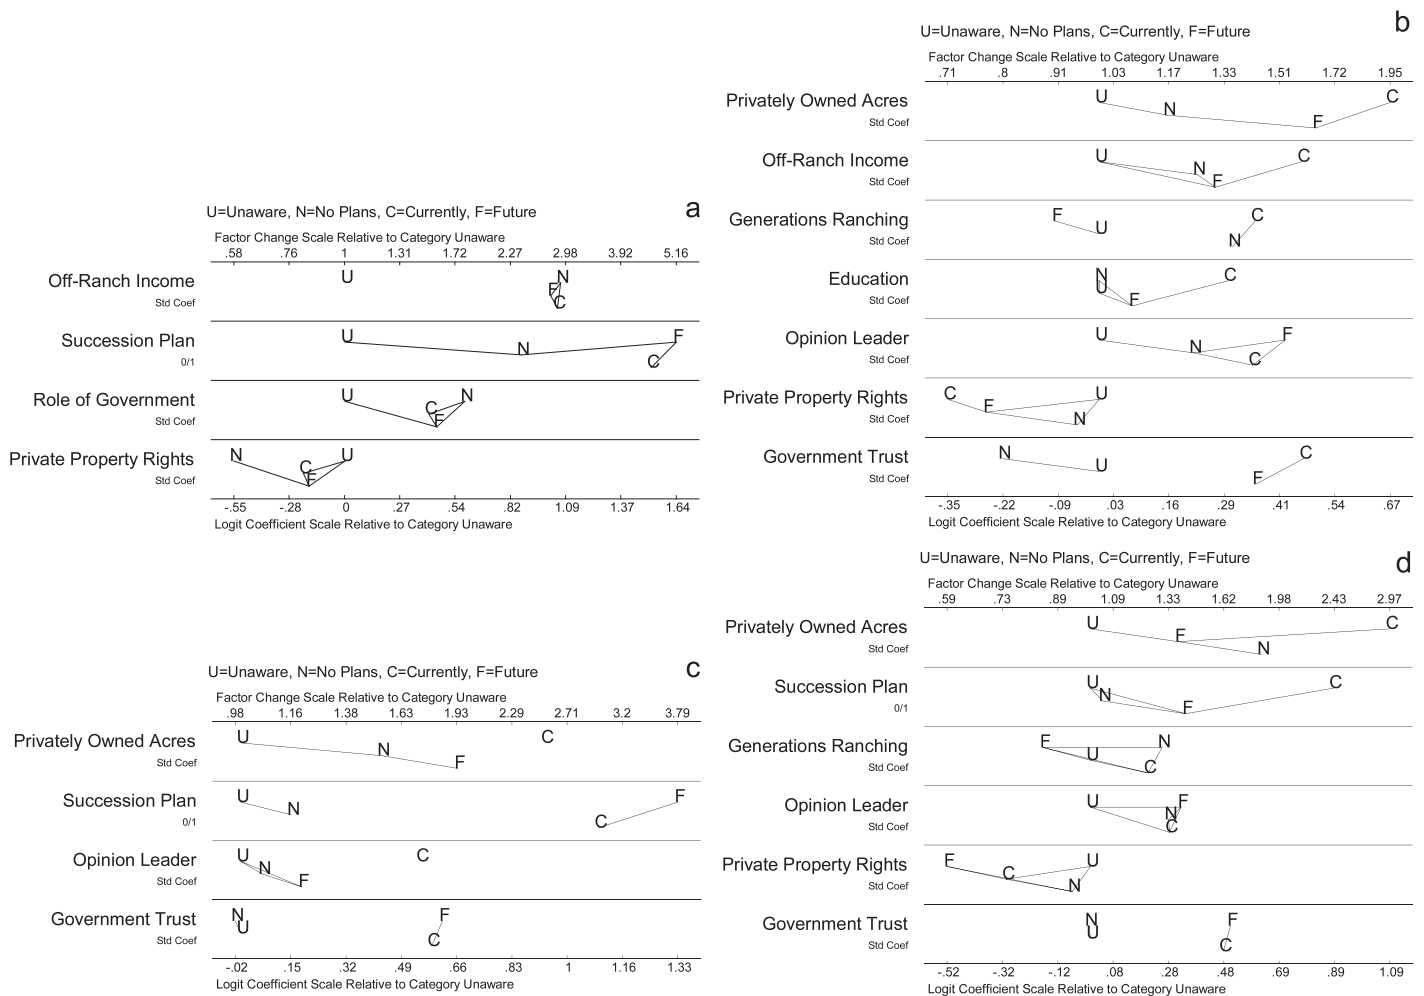 a
U=Unaware, N=No Plans, C=Currently, F=Future
Factor Change Scale Relative to Category Unaware
.58 .76 1 1.31 1.72 2.27 2.98 3.92 5.16
Off-Ranch Income U N
Std Coef F C
Succession Plan U N F
0/1 C
Role of Government U C N
Std Coef F
Private Property Rights N C U
Std Coef F
-.55 -.28 0 .27 .54 .82 1.09 1.37 1.64
Logit Coefficient Scale Relative to Category Unaware
b
U=Unaware, N=No Plans, C=Currently, F=Future
Factor Change Scale Relative to Category Unaware
.71 .8 .91 1.03 1.17 1.33 1.51 1.72 1.95
Privately Owned Acres U N C
Std Coef F
Off-Ranch Income U N C
Std Coef F
Generations Ranching F U C
Std Coef N
Education N U C
Std Coef F
Opinion Leader U N F
Std Coef C
Private Property Rights C F U
Std Coef N
Government Trust N U C
Std Coef F
-.35 -.22 -.09 .03 .16 .29 .41 .54 .67
Logit Coefficient Scale Relative to Category Unaware
c
U=Unaware, N=No Plans, C=Currently, F=Future
Factor Change Scale Relative to Category Unaware
.98 1.16 1.38 1.63 1.93 2.29 2.71 3.2 3.79
Privately Owned Acres U N C
Std Coef F
Succession Plan U N F
0/1 C
Opinion Leader U N C
Std Coef F
Government Trust N U F
Std Coef C
-.02 .15 .32 .49 .66 .83 1 1.16 1.33
Logit Coefficient Scale Relative to Category Unaware
d
U=Unaware, N=No Plans, C=Currently, F=Future
Factor Change Scale Relative to Category Unaware
.59 .73 .89 1.09 1.33 1.62 1.98 2.43 2.97
Privately Owned Acres U F C
Std Coef N
Succession Plan U N C
0/1 F
Generations Ranching F U N
Std Coef C
Opinion Leader U N F
Std Coef C
Private Property Rights F C U
Std Coef N
Government Trust N U F
Std Coef C
-.52 -.32 -.12 .08 .28 .48 .69 .89 1.09
Logit Coefficient Scale Relative to Category Unaware